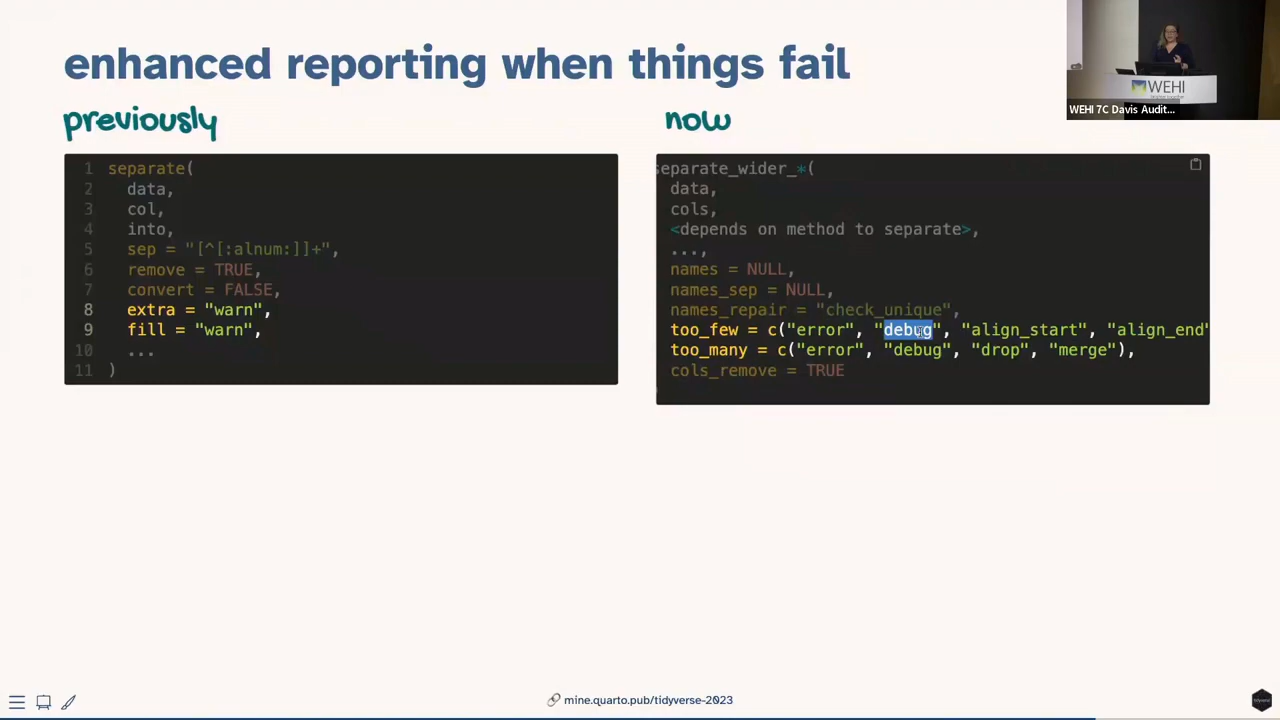 enhanced reporting when things fail
previously
1 separate(
2 data,
3 col,
4 into,
5 sep = "[^[:alnum:]]+",
6 remove = TRUE,
7 convert = FALSE,
8 extra = "warn",
9 fill = "warn",
10 ...
11 )
now
separate_wider_*(
data,
cols,
<depends on method to separate>,
...,
names = NULL,
names_sep = NULL,
names_repair = "check_unique",
too_few = c("error", "debug", "align_start", "align_end"
too_many = c("error", "debug", "drop", "merge"),
cols_remove = TRUE
WEHI
WEHI 7C Davis Audit...
mine.quarto.pub/tidyverse-2023